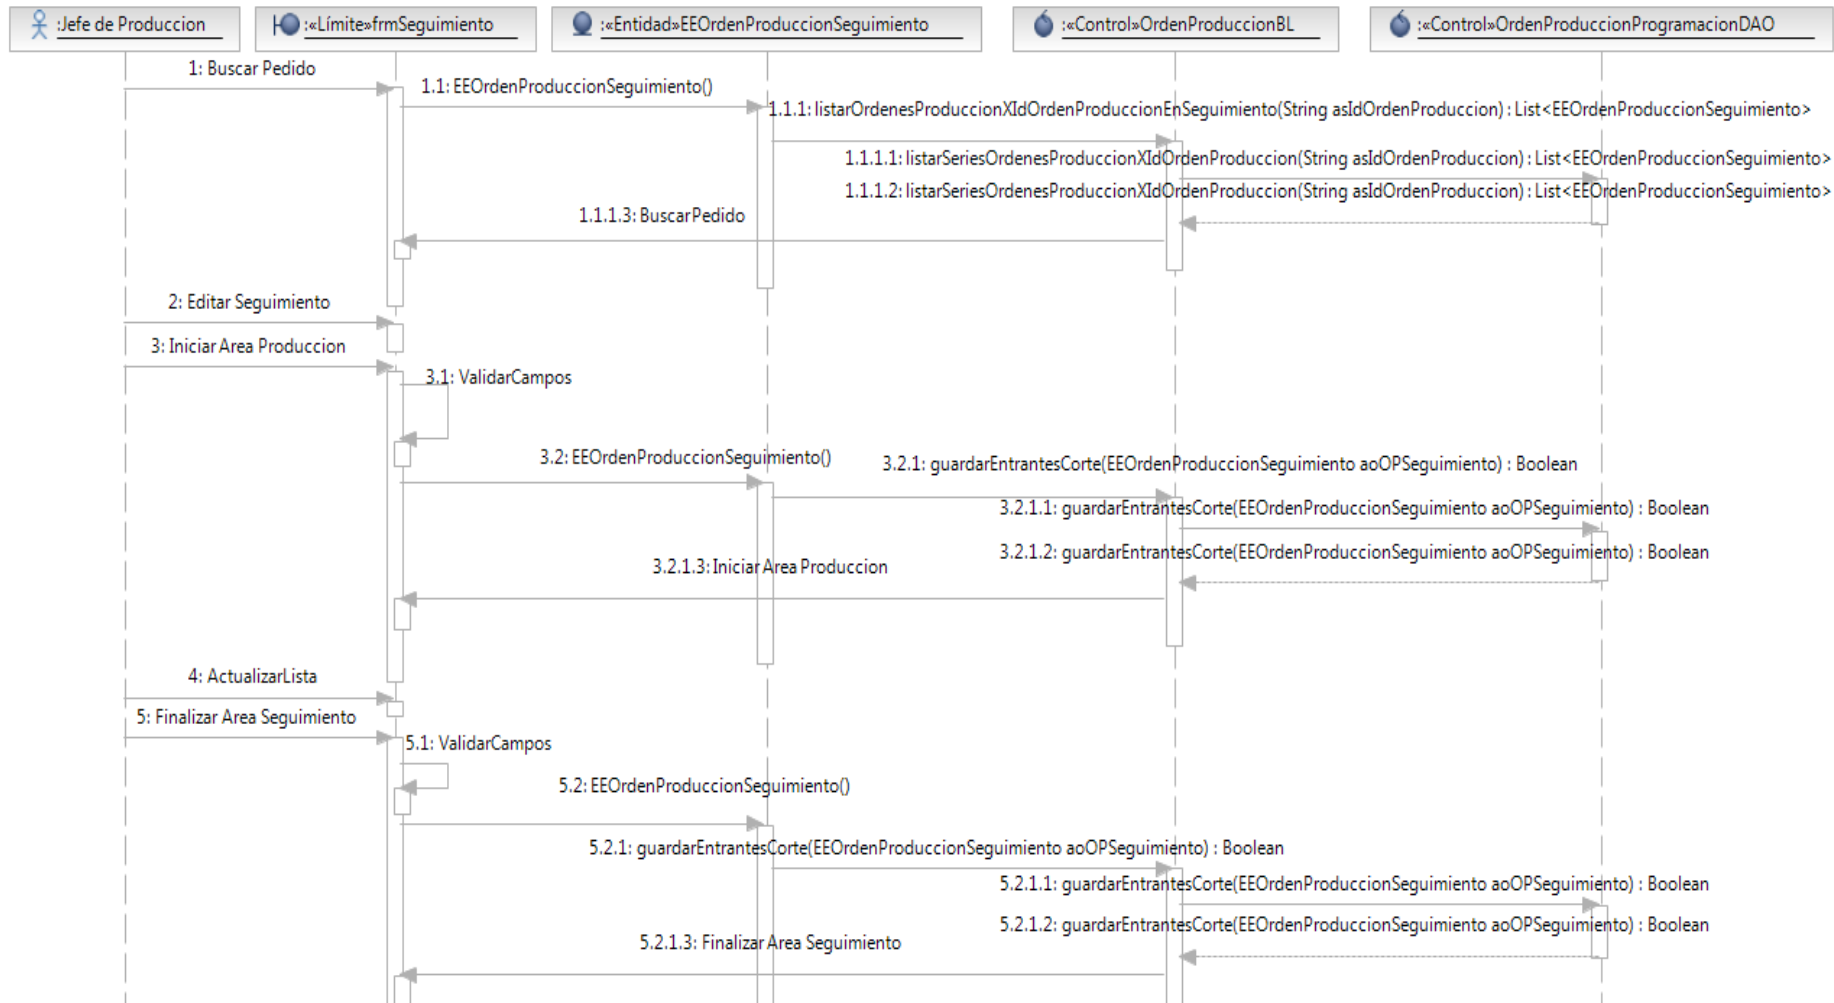 :Jefe de Produccion
:«Límite»frmSeguimiento
:«Entidad»EEOrdenProduccionSeguimiento
:«Control»OrdenProduccionBL
:«Control»OrdenProduccionProgramacionDAO
1: Buscar Pedido
1.1: EEOrdenProduccionSeguimiento()
1.1.1: listarOrdenesProduccionXIdOrdenProduccionEnSeguimiento(String asIdOrdenProduccion) : List<EEOrdenProduccionSeguimiento>
1.1.1.1: listarSeriesOrdenesProduccionXIdOrdenProduccion(String asIdOrdenProduccion) : List<EEOrdenProduccionSeguimiento>
1.1.1.2: listarSeriesOrdenesProduccionXIdOrdenProduccion(String asIdOrdenProduccion) : List<EEOrdenProduccionSeguimiento>
1.1.1.3: BuscarPedido
2: Editar Seguimiento
3: Iniciar Area Produccion
3.1: ValidarCampos
3.2: EEOrdenProduccionSeguimiento()
3.2.1: guardarEntrantesCorte(EEOrdenProduccionSeguimiento aoOPSeguimiento) : Boolean
3.2.1.1: guardarEntrantesCorte(EEOrdenProduccionSeguimiento aoOPSeguimiento) : Boolean
3.2.1.2: guardarEntrantesCorte(EEOrdenProduccionSeguimiento aoOPSeguimiento) : Boolean
3.2.1.3: Iniciar Area Produccion
4: ActualizarLista
5: Finalizar Area Seguimiento
5.1: ValidarCampos
5.2: EEOrdenProduccionSeguimiento()
5.2.1: guardarEntrantesCorte(EEOrdenProduccionSeguimiento aoOPSeguimiento) : Boolean
5.2.1.1: guardarEntrantesCorte(EEOrdenProduccionSeguimiento aoOPSeguimiento) : Boolean
5.2.1.2: guardarEntrantesCorte(EEOrdenProduccionSeguimiento aoOPSeguimiento) : Boolean
5.2.1.3: Finalizar Area Seguimiento